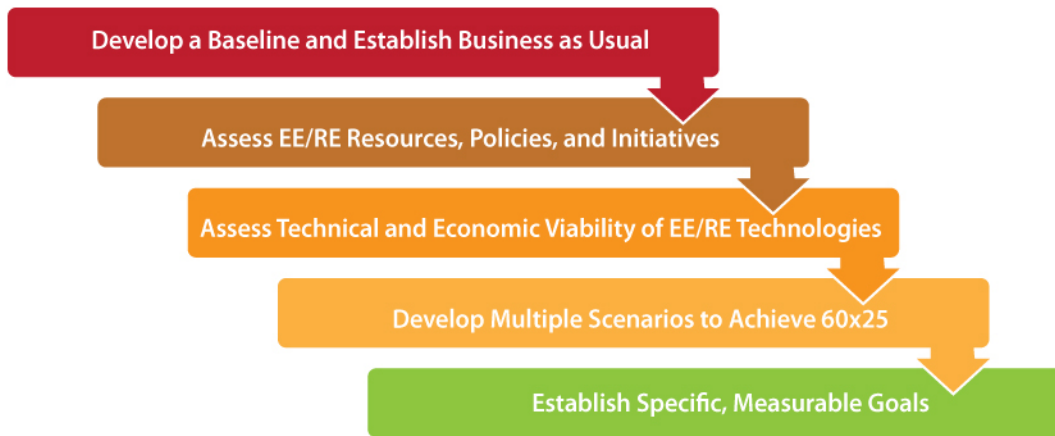 Develop a Baseline and Establish Business as Usual
Assess EE/RE Resources, Policies, and Initiatives
Assess Technical and Economic Viability of EE/RE Technologies
Develop Multiple Scenarios to Achieve 60x25
Establish Specific, Measurable Goals